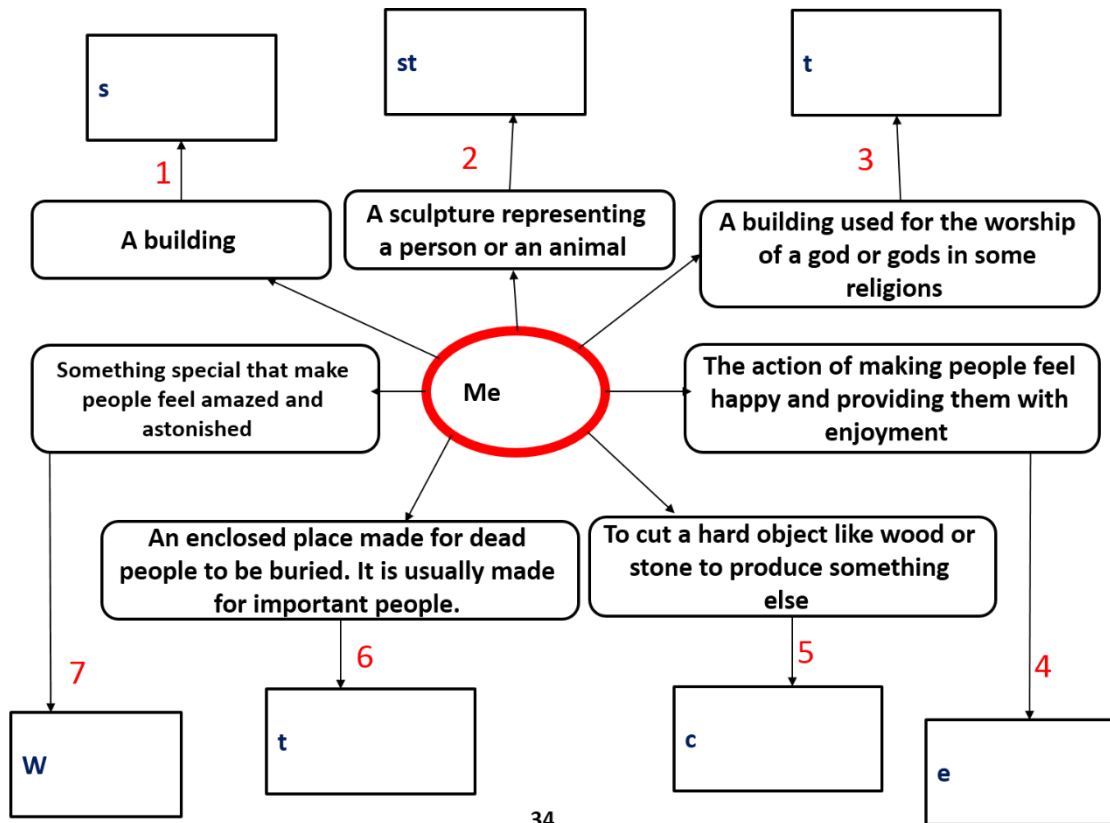 s
st
t
1
2
3
A building
A sculpture representing
a person or an animal
A building used for the worship
of a god or gods in some
religions
Something special that make
people feel amazed and
astonished
Me
The action of making people feel
happy and providing them with
enjoyment
An enclosed place made for dead
people to be buried. It is usually made
for important people.
To cut a hard object like wood or
stone to produce something
else
7
6
5
4
W
t
c
e
34